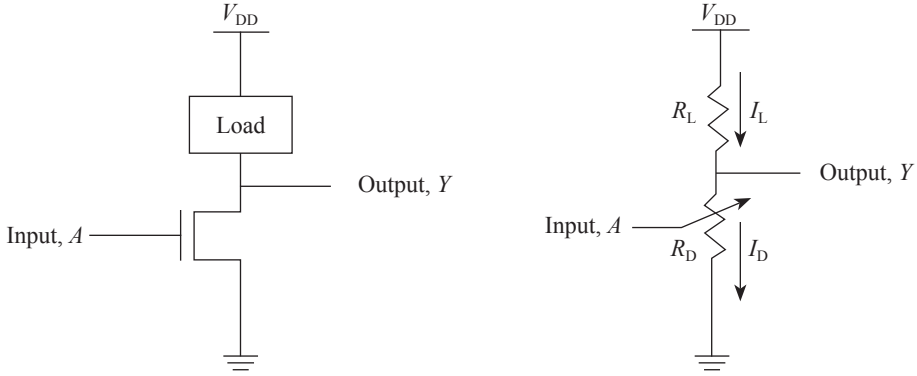 V_DD
Load
Output, Y
Input, A
V_DD
R_L
I_L
Output, Y
Input, A
R_D
I_D